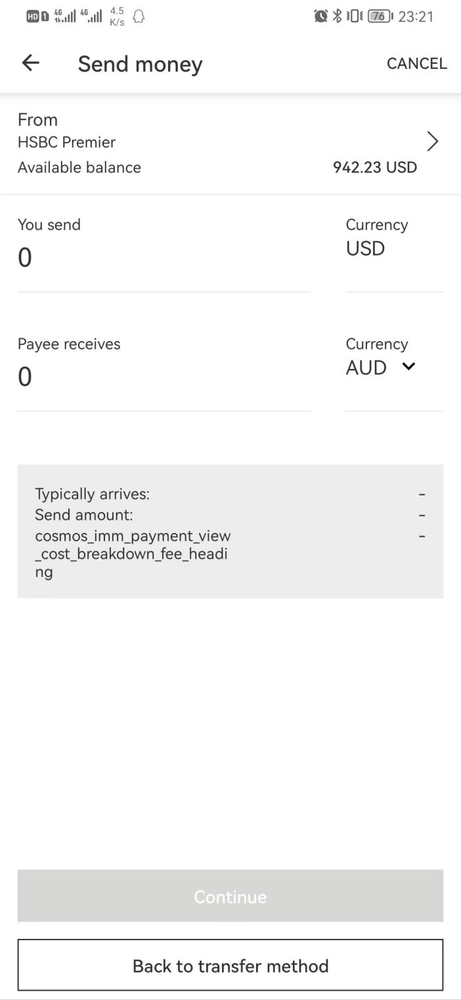 HD 1 4G 4G 4.5 K/s 76 23:21
Send money CANCEL
From
HSBC Premier
Available balance 942.23 USD
You send Currency
0 USD
Payee receives Currency
0 AUD
Typically arrives: -
Send amount: -
cosmos_imm_payment_view -
_cost_breakdown_fee_headi
ng
Continue
Back to transfer method